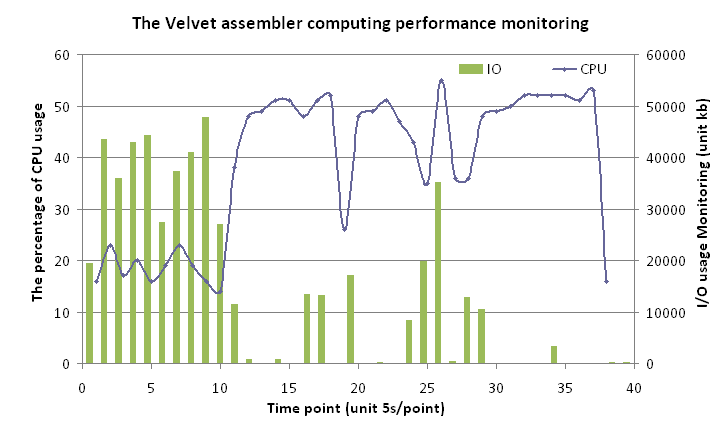 The Velvet assembler computing performance monitoring
IO
CPU
The percentage of CPU usage
60
50
40
30
20
10
0
60000
50000
40000
30000
20000
10000
0
I/O usage Monitoring (unit kb)
0 5 10 15 20 25 30 35 40
Time point (unit 5s/point)